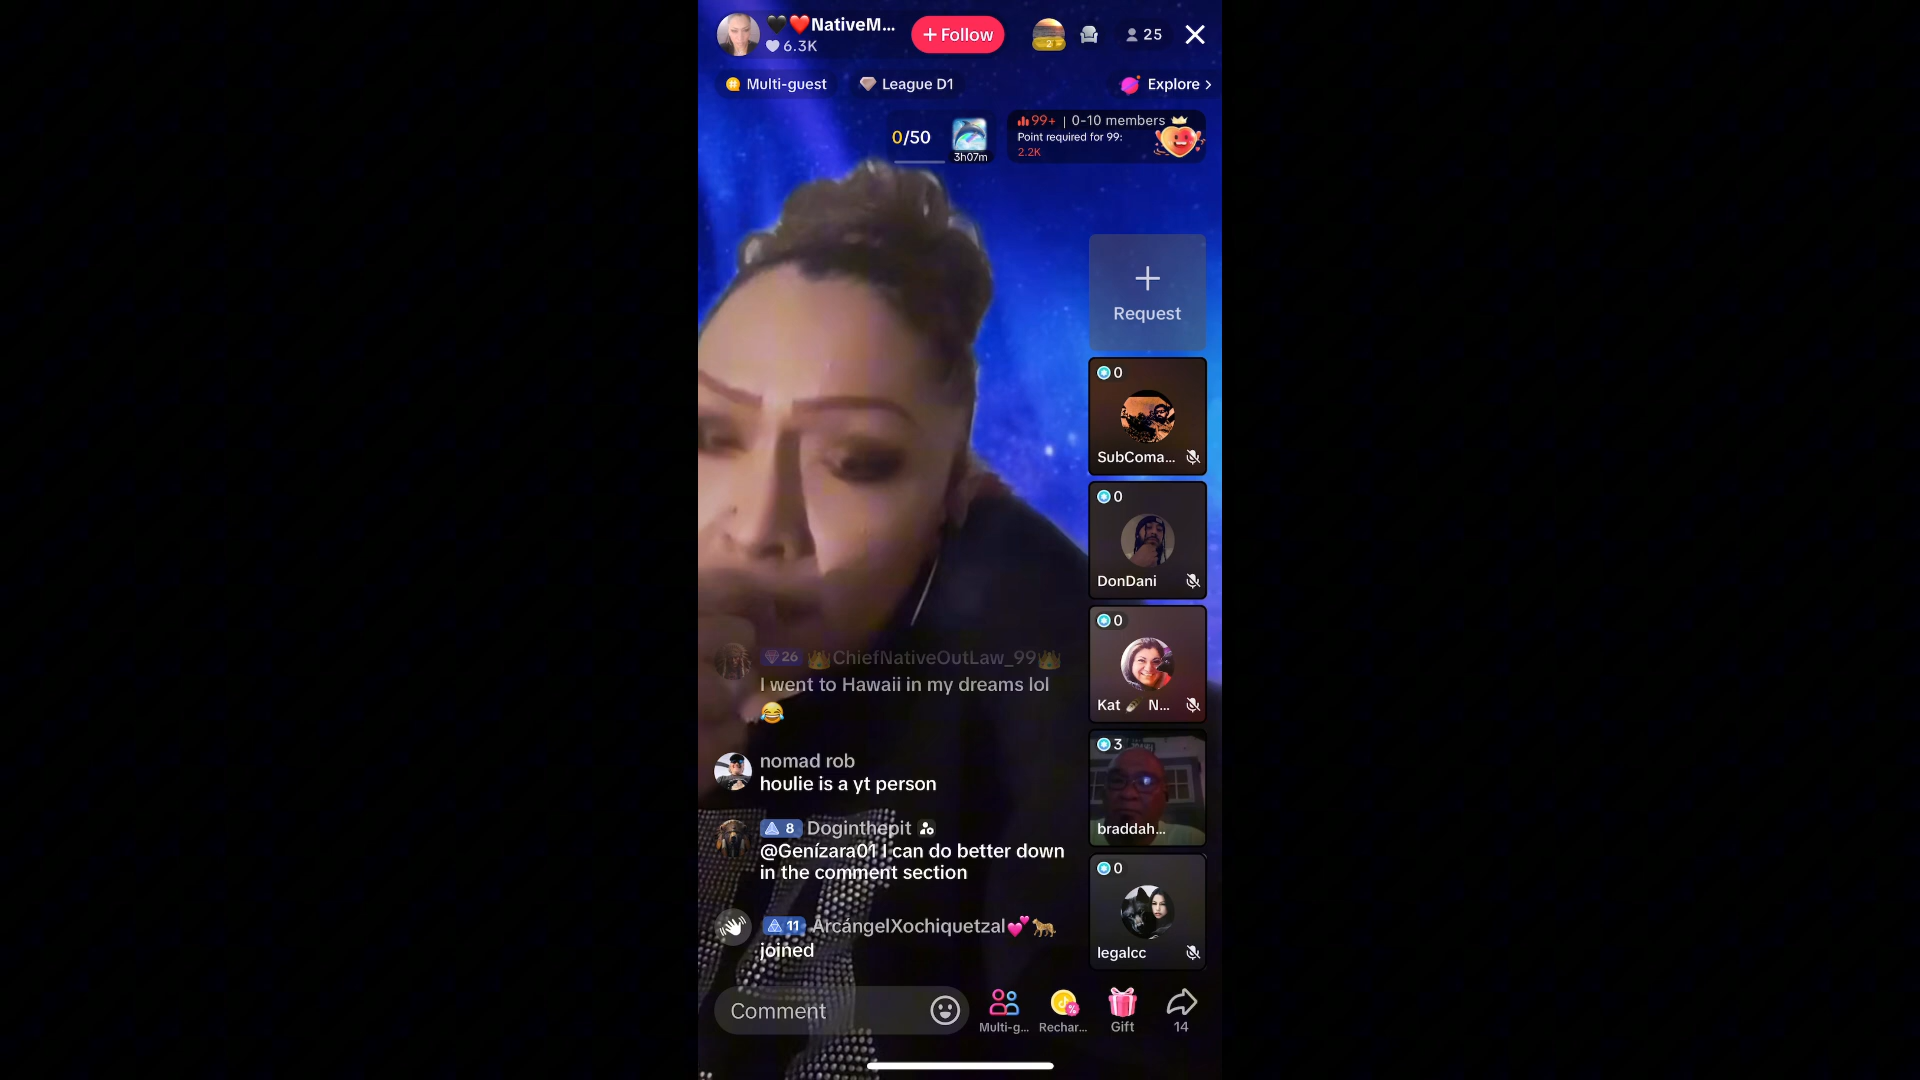 🖤❤️NativeM...
6.3K
+ Follow
2
25
Multi-guest
League D1
Explore >
0/50
3h07m
99+ | 0-10 members
Point required for 99:
2.2K
Request
0
SubComa...
0
DonDani
0
Kat 🪶 N...
3
braddah...
0
legalcc
26 👑ChiefNativeOutLaw_99👑
I went to Hawaii in my dreams lol
😂
nomad rob
houlie is a yt person
8 Doginthepit
@Genízara01 I can do better down
in the comment section
11 ArcángelXochiquetzal💕🐆
joined
Comment
Multi-g...
Rechar...
Gift
14